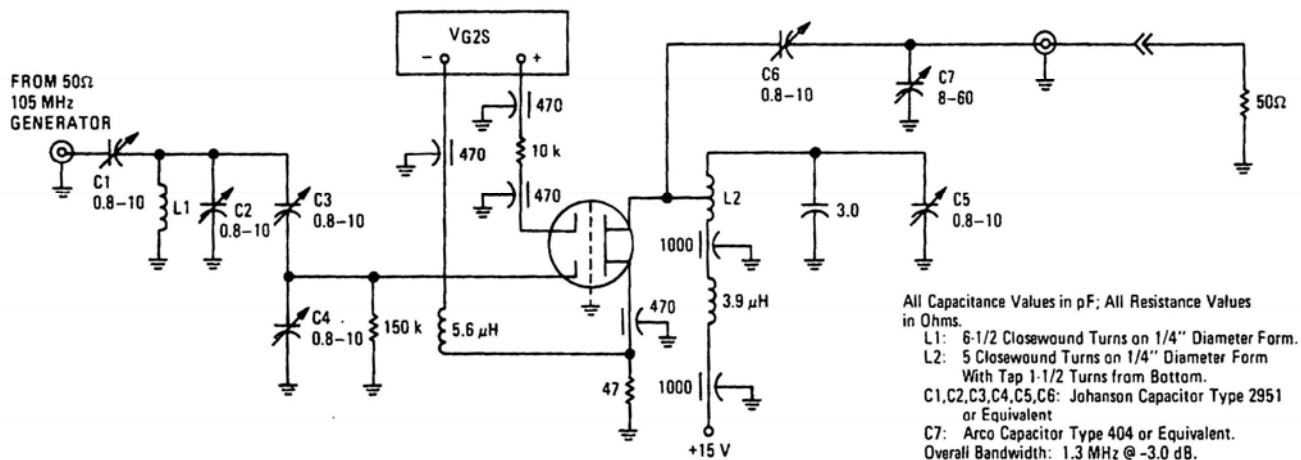 FROM 50Ω
105 MHz
GENERATOR
C1
0.8–10
L1
C2
0.8–10
C3
0.8–10
C4
0.8–10
150 k
VG2S
–
+
470
470
10 k
470
5.6 μH
470
47
C6
0.8–10
C7
8–60
50Ω
L2
3.0
C5
0.8–10
1000
3.9 μH
1000
+15 V
All Capacitance Values in pF; All Resistance Values
in Ohms.
L1: 6-1/2 Closewound Turns on 1/4" Diameter Form.
L2: 5 Closewound Turns on 1/4" Diameter Form
With Tap 1-1/2 Turns from Bottom.
C1,C2,C3,C4,C5,C6: Johanson Capacitor Type 2951
or Equivalent
C7: Arco Capacitor Type 404 or Equivalent.
Overall Bandwidth: 1.3 MHz @ -3.0 dB.